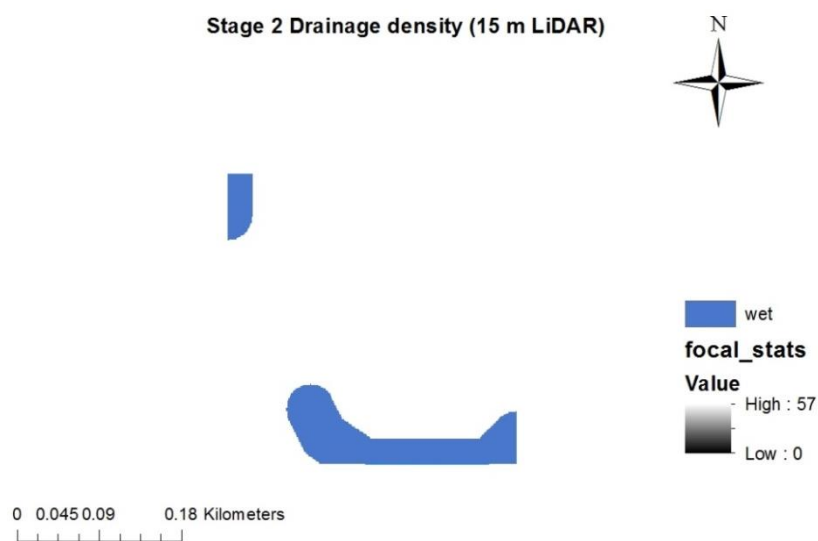 Stage 2 Drainage density (15 m LiDAR)
N
wet
focal_stats
Value
High : 57
Low : 0
0 0.045 0.09 0.18 Kilometers